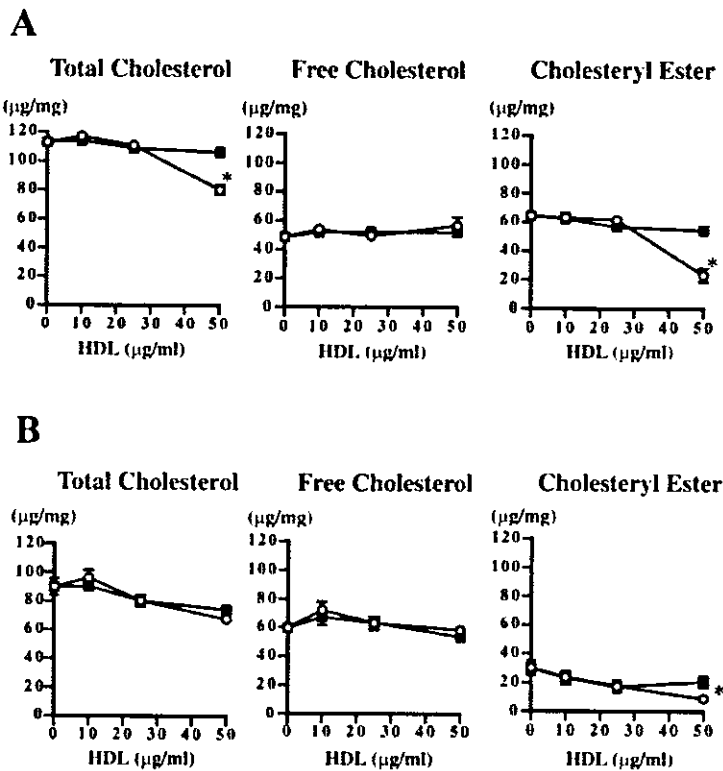 A
Total Cholesterol Free Cholesterol Cholesteryl Ester
(µg/mg) (µg/mg) (µg/mg)
120 120 120
100 100 100
80 80 80 *
60 60 60
40 40 40 *
20 20 20
0 0 0
0 10 20 30 40 50 0 10 20 30 40 50 0 10 20 30 40 50
HDL (µg/ml) HDL (µg/ml) HDL (µg/ml)
B
Total Cholesterol Free Cholesterol Cholesteryl Ester
(µg/mg) (µg/mg) (µg/mg)
120 120 120
100 100 100
80 80 80
60 60 60
40 40 40
20 20 20 *
0 0 0
0 10 20 30 40 50 0 10 20 30 40 50 0 10 20 30 40 50
HDL (µg/ml) HDL (µg/ml) HDL (µg/ml)